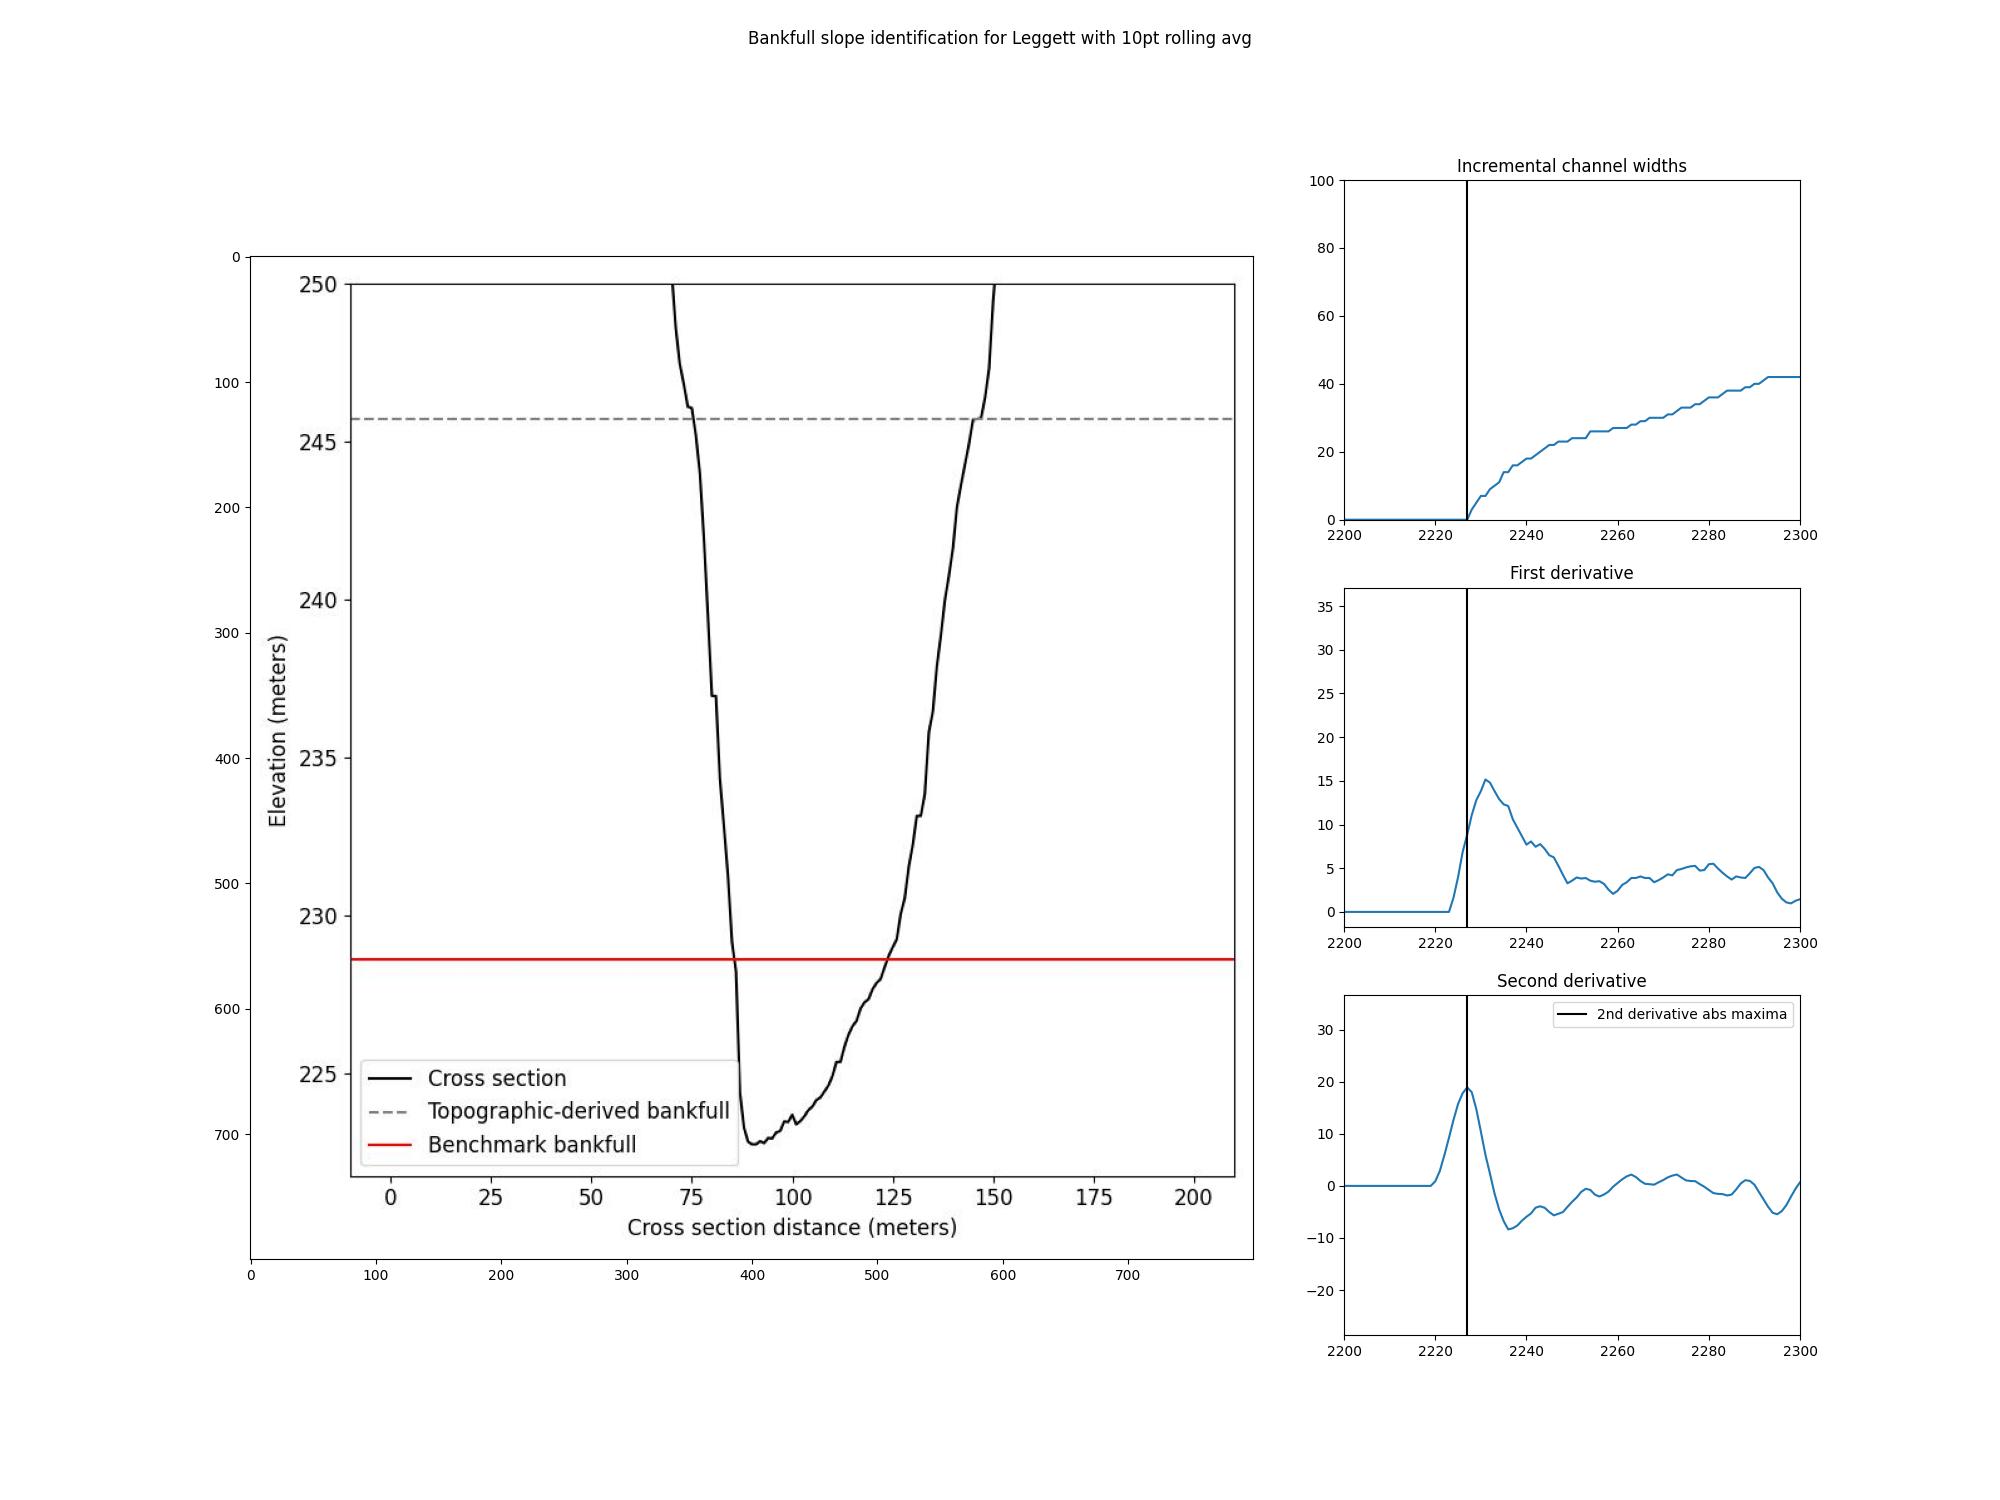 Bankfull slope identification for Leggett with 10pt rolling avg
0
100
200
300
400
500
600
700
250
245
240
235
230
225
Elevation (meters)
Cross section
Topographic-derived bankfull
Benchmark bankfull
0 25 50 75 100 125 150 175 200
Cross section distance (meters)
0 100 200 300 400 500 600 700
Incremental channel widths
100
80
60
40
20
0
2200 2220 2240 2260 2280 2300
First derivative
35
30
25
20
15
10
5
0
2200 2220 2240 2260 2280 2300
Second derivative
2nd derivative abs maxima
30
20
10
0
−10
−20
2200 2220 2240 2260 2280 2300